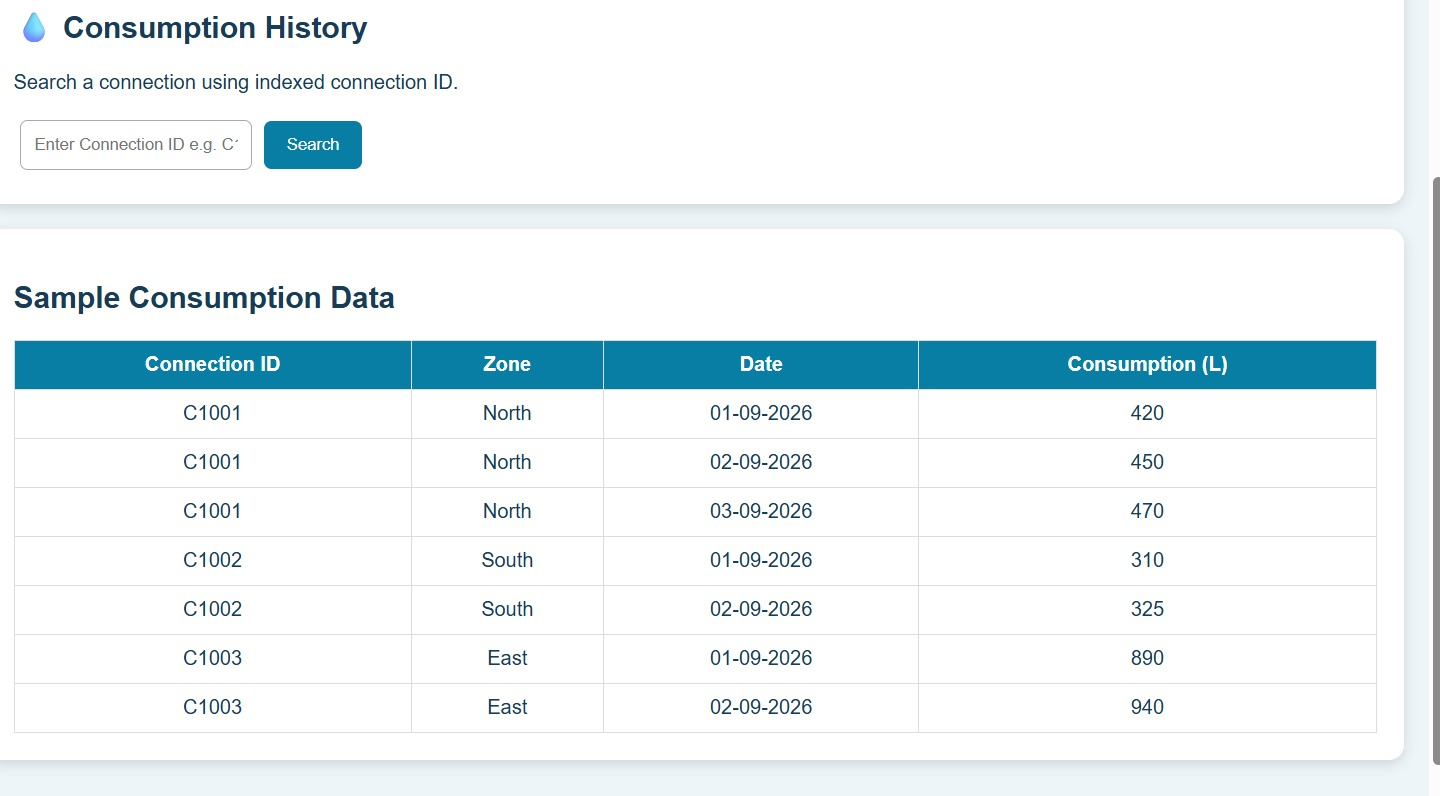 Consumption History
Search a connection using indexed connection ID.
Enter Connection ID e.g. C
Search
Sample Consumption Data
Connection ID Zone Date Consumption (L)
C1001 North 01-09-2026 420
C1001 North 02-09-2026 450
C1001 North 03-09-2026 470
C1002 South 01-09-2026 310
C1002 South 02-09-2026 325
C1003 East 01-09-2026 890
C1003 East 02-09-2026 940